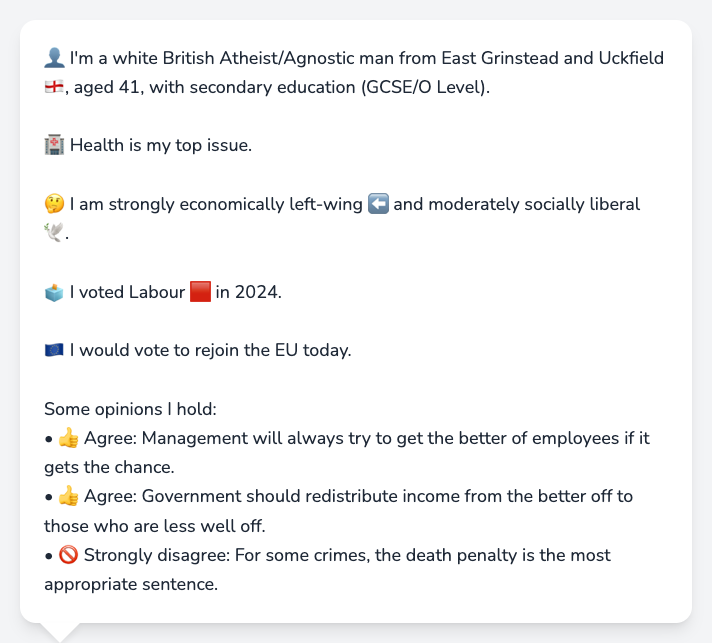 👤 I'm a white British Atheist/Agnostic man from East Grinstead and Uckfield
🏴󠁧󠁢󠁥󠁮󠁧󠁿, aged 41, with secondary education (GCSE/O Level).
🏥 Health is my top issue.
🤔 I am strongly economically left-wing ⬅️ and moderately socially liberal
🕊️.
🗳️ I voted Labour 🟥 in 2024.
🇪🇺 I would vote to rejoin the EU today.
Some opinions I hold:
• 👍 Agree: Management will always try to get the better of employees if it
gets the chance.
• 👍 Agree: Government should redistribute income from the better off to
those who are less well off.
• 🚫 Strongly disagree: For some crimes, the death penalty is the most
appropriate sentence.